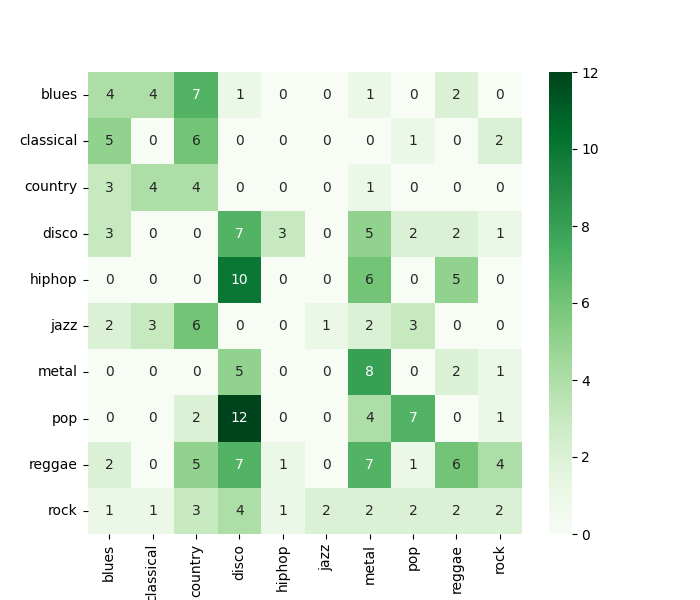 blues 4 4 7 1 0 0 1 0 2 0
classical 5 0 6 0 0 0 0 1 0 2
country 3 4 4 0 0 0 1 0 0 0
disco 3 0 0 7 3 0 5 2 2 1
hiphop 0 0 0 10 0 0 6 0 5 0
jazz 2 3 6 0 0 1 2 3 0 0
metal 0 0 0 5 0 0 8 0 2 1
pop 0 0 2 12 0 0 4 7 0 1
reggae 2 0 5 7 1 0 7 1 6 4
rock 1 1 3 4 1 2 2 2 2 2
blues classical country disco hiphop jazz metal pop reggae rock
12
10
8
6
4
2
0